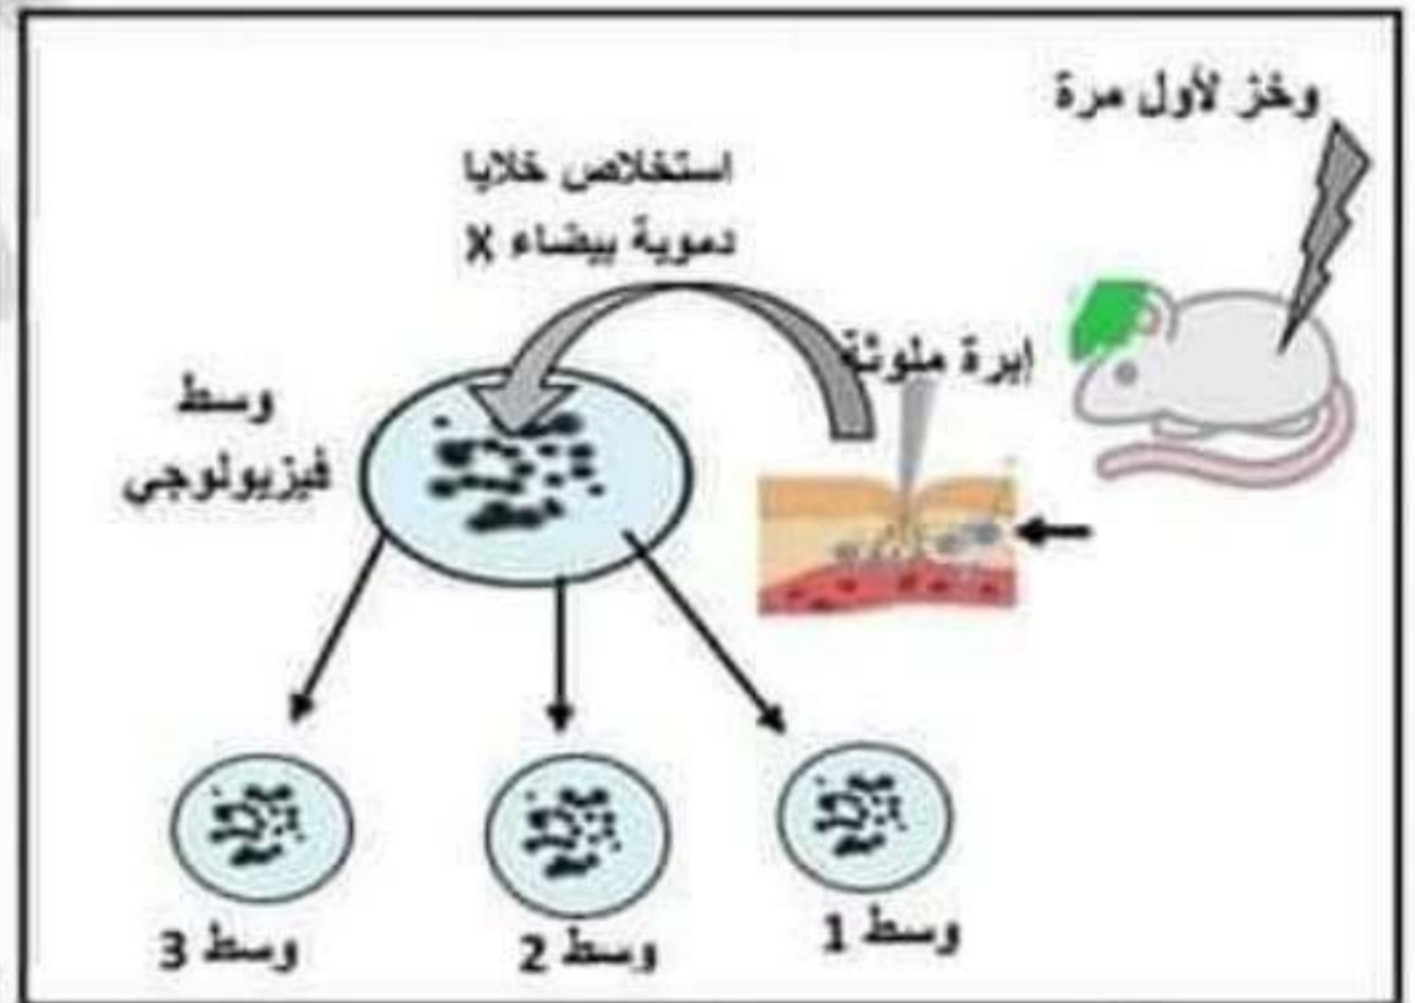 وخز لأول مرة
استخلاص خلايا
دموية بيضاء X
إبرة ملوثة
وسط
فيزيولوجي
وسط 1
وسط 2
وسط 3